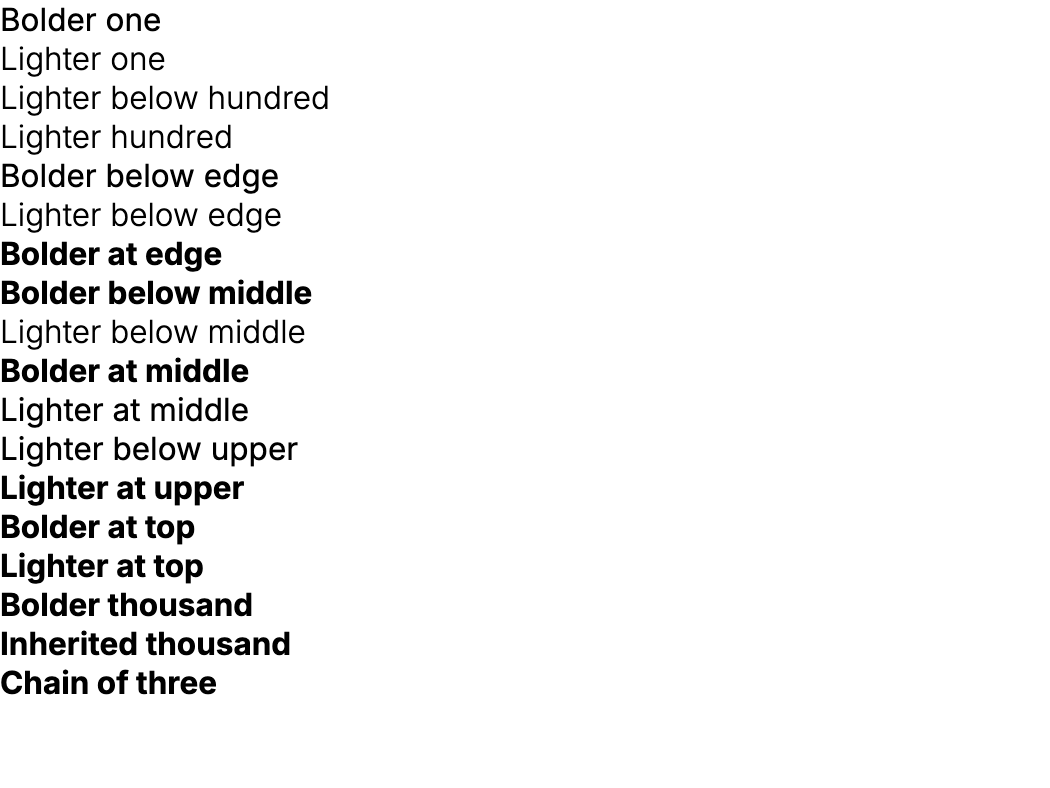 Bolder one
Lighter one
Lighter below hundred
Lighter hundred
Bolder below edge
Lighter below edge
Bolder at edge
Bolder below middle
Lighter below middle
Bolder at middle
Lighter at middle
Lighter below upper
Lighter at upper
Bolder at top
Lighter at top
Bolder thousand
Inherited thousand
Chain of three